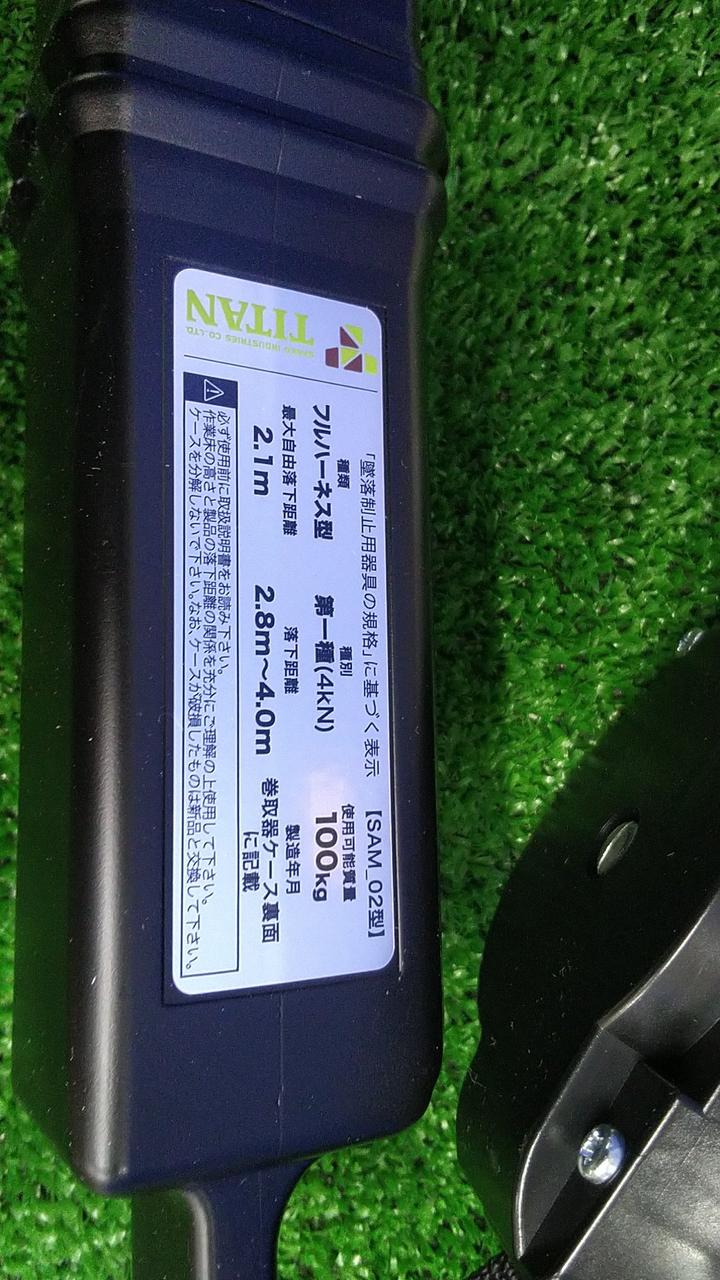 TITAN
SANKO INDUSTRIES CO.,LTD.
「墜落制止用器具の規格」に基づく表示 【SAM_02型】
種類 種別 使用可能質量
フルハーネス型 第一種(4kN) 100kg
最大自由落下距離 落下距離 製造年月
2.1m 2.8m～4.0m 巻取器ケース裏面
に記載
必ず使用前に取扱説明書をお読み下さい。
作業床の高さと製品の落下距離の関係を充分にご理解の上使用して下さい。
ケースを分解しないで下さい。なお、ケースが破損したものは新品と交換して下さい。